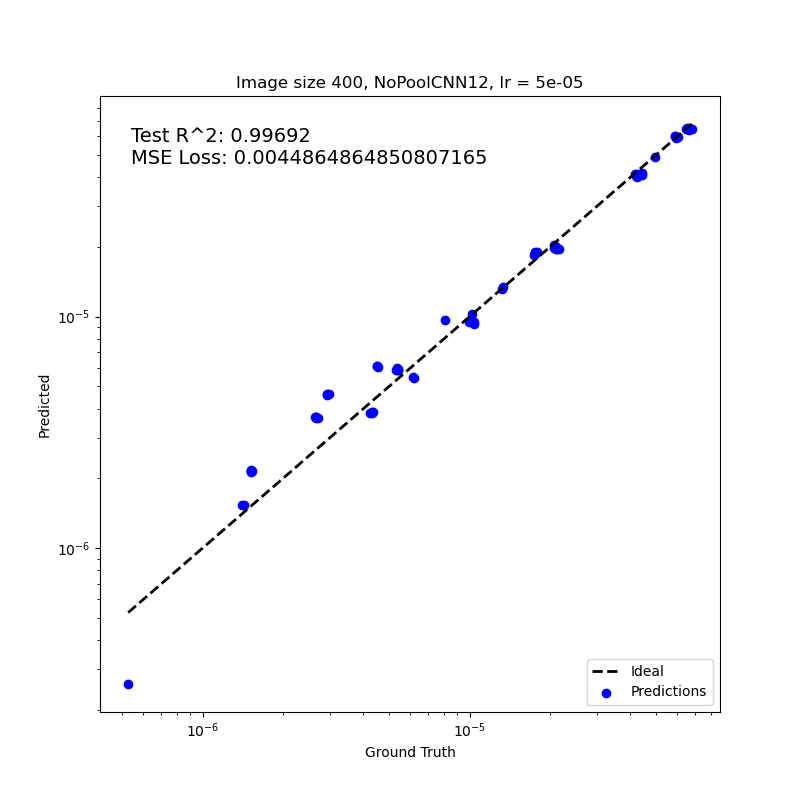 Image size 400, NoPoolCNN12, lr = 5e-05
Test R^2: 0.99692
MSE Loss: 0.0044864864850807165
10⁻⁵
Predicted
10⁻⁶
Ideal
Predictions
10⁻⁶ 10⁻⁵
Ground Truth